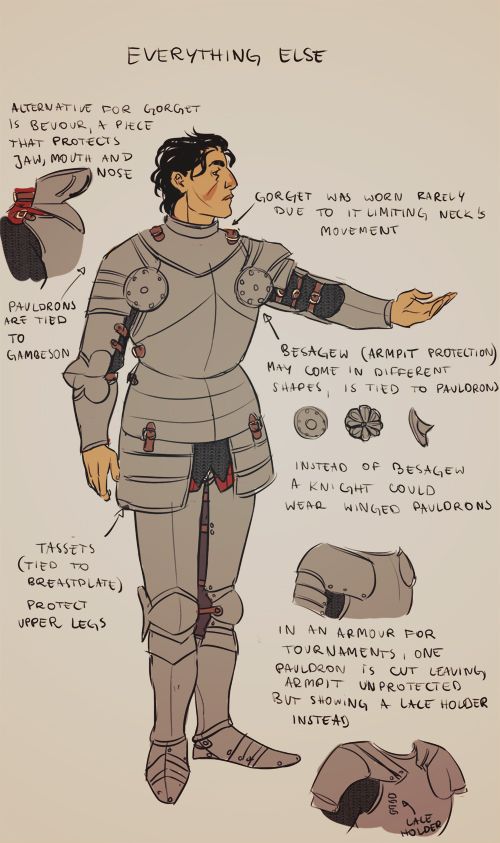 EVERYTHING ELSE
ALTERNATIVE FOR GORGET
IS BEVOUR, A PIECE
THAT PROTECTS
JAW, MOUTH AND
NOSE
GORGET WAS WORN RARELY
DUE TO IT LIMITING NECK'S
MOVEMENT
PAULDRONS
ARE TIED
TO
GAMBESON
BESAGEW (ARMPIT PROTECTION)
MAY COME IN DIFFERENT
SHAPES, IS TIED TO PAULDRON
INSTEAD OF BESAGEW
A KNIGHT COULD
WEAR WINGED PAULDRONS
TASSETS
(TIED TO
BREASTPLATE)
PROTECT
UPPER LEGS
IN AN ARMOUR FOR
TOURNAMENTS, ONE
PAULDRON IS CUT LEAVING,
ARMPIT UNPROTECTED
BUT SHOWING A LACE HOLDER
INSTEAD
LACE
HOLDER